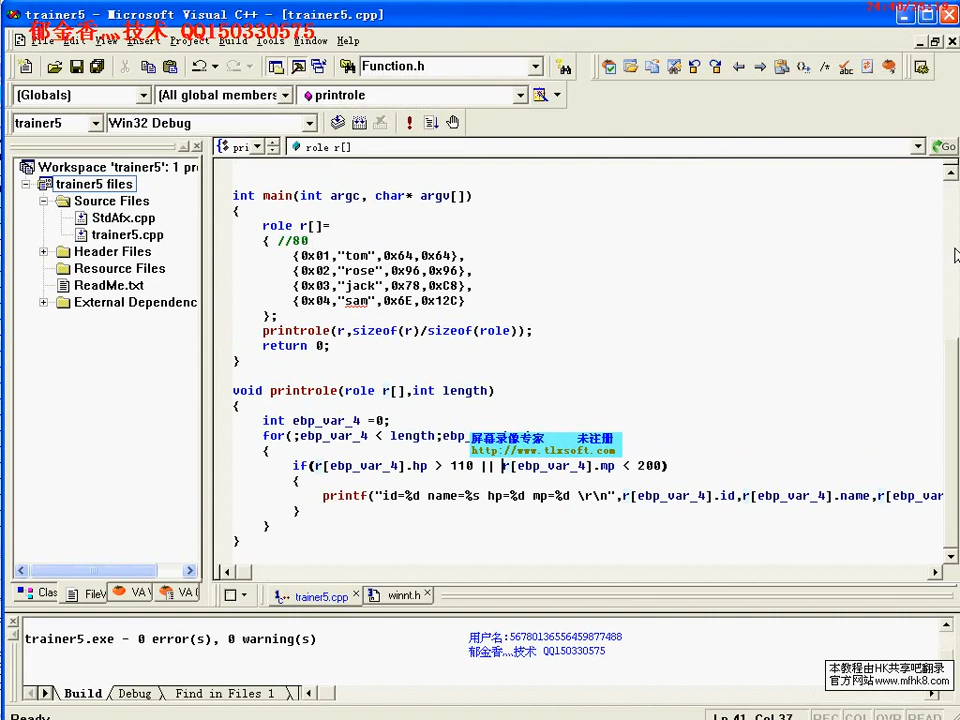 trainer5 - Microsoft Visual C++ - [trainer5.cpp]
郁金香灬技术 QQ150330575
File Edit View Insert Project Build Tools Window Help
Function.h
(Globals) (All global members printrole
trainer5 Win32 Debug
pri role r[] Go
Workspace 'trainer5': 1 pr
trainer5 files
Source Files
StdAfx.cpp
trainer5.cpp
Header Files
Resource Files
ReadMe.txt
External Dependenc
int main(int argc, char* argv[])
{
role r[]=
{ //80
{0x01,"tom",0x64,0x64},
{0x02,"rose",0x96,0x96},
{0x03,"jack",0x78,0xC8},
{0x04,"sam",0x6E,0x12C}
};
printrole(r,sizeof(r)/sizeof(role));
return 0;
}
void printrole(role r[],int length)
{
int ebp_var_4 =0;
for(;ebp_var_4 < length;ebp_
屏幕录像专家 未注册
http://www.tlxsoft.com
{
if(r[ebp_var_4].hp > 110 || r[ebp_var_4].mp < 200)
{
printf("id=%d name=%s hp=%d mp=%d \r\n",r[ebp_var_4].id,r[ebp_var_4].name,r[ebp_var
}
}
}
Clas FileV VA V VA O
trainer5.cpp winnt.h
trainer5.exe - 0 error(s), 0 warning(s)
用户名:56780136556459877488
郁金香灬技术 QQ150330575
本教程由HK共享吧翻录
官方网站www.mfhk8.com
Build Debug Find in Files 1
Ready Ln 41, Col 37 REC COL OVR READ